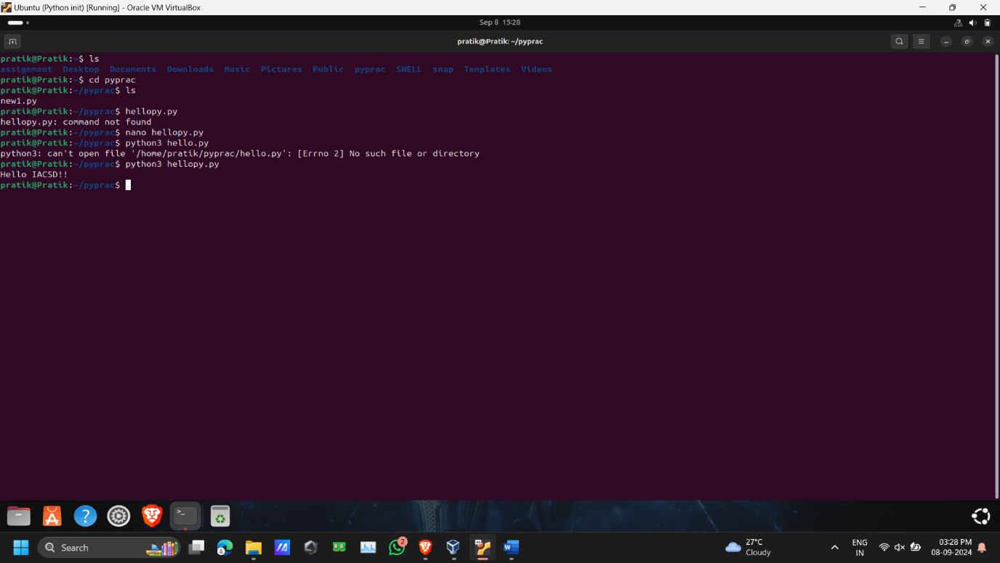 Ubuntu (Python init) [Running] - Oracle VM VirtualBox
Sep 8 15:28
pratik@Pratik: ~/pyprac
pratik@Pratik:~$ ls
assignment Desktop Documents Downloads Music Pictures Public pyprac SHELL snap Templates Videos
pratik@Pratik:~$ cd pyprac
pratik@Pratik:~/pyprac$ ls
new1.py
pratik@Pratik:~/pyprac$ hellopy.py
hellopy.py: command not found
pratik@Pratik:~/pyprac$ nano hellopy.py
pratik@Pratik:~/pyprac$ python3 hello.py
python3: can't open file '/home/pratik/pyprac/hello.py': [Errno 2] No such file or directory
pratik@Pratik:~/pyprac$ python3 hellopy.py
Hello IACSD!!
pratik@Pratik:~/pyprac$
Search
2
27°C
Cloudy
ENG
IN
03:28 PM
08-09-2024